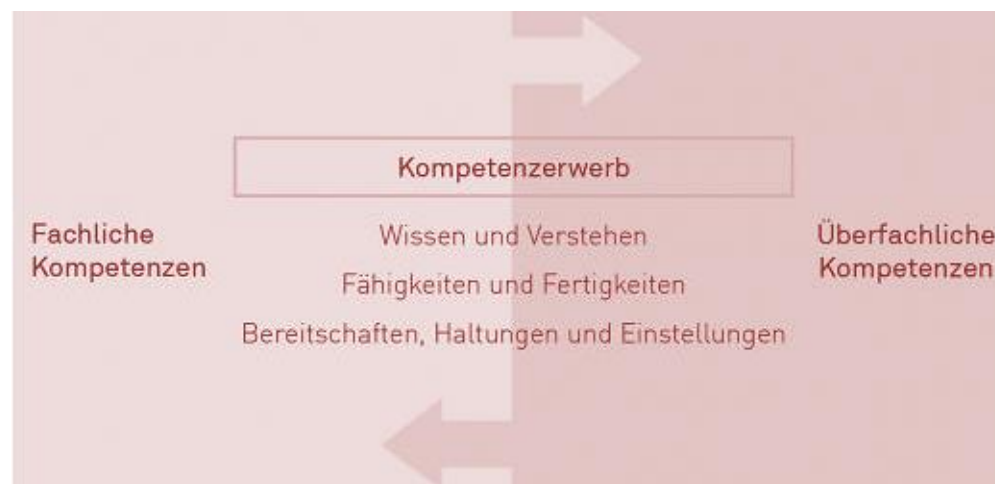 Kompetenzerwerb
Fachliche
Kompetenzen
Wissen und Verstehen
Fähigkeiten und Fertigkeiten
Bereitschaften, Haltungen und Einstellungen
Überfachliche
Kompetenzen